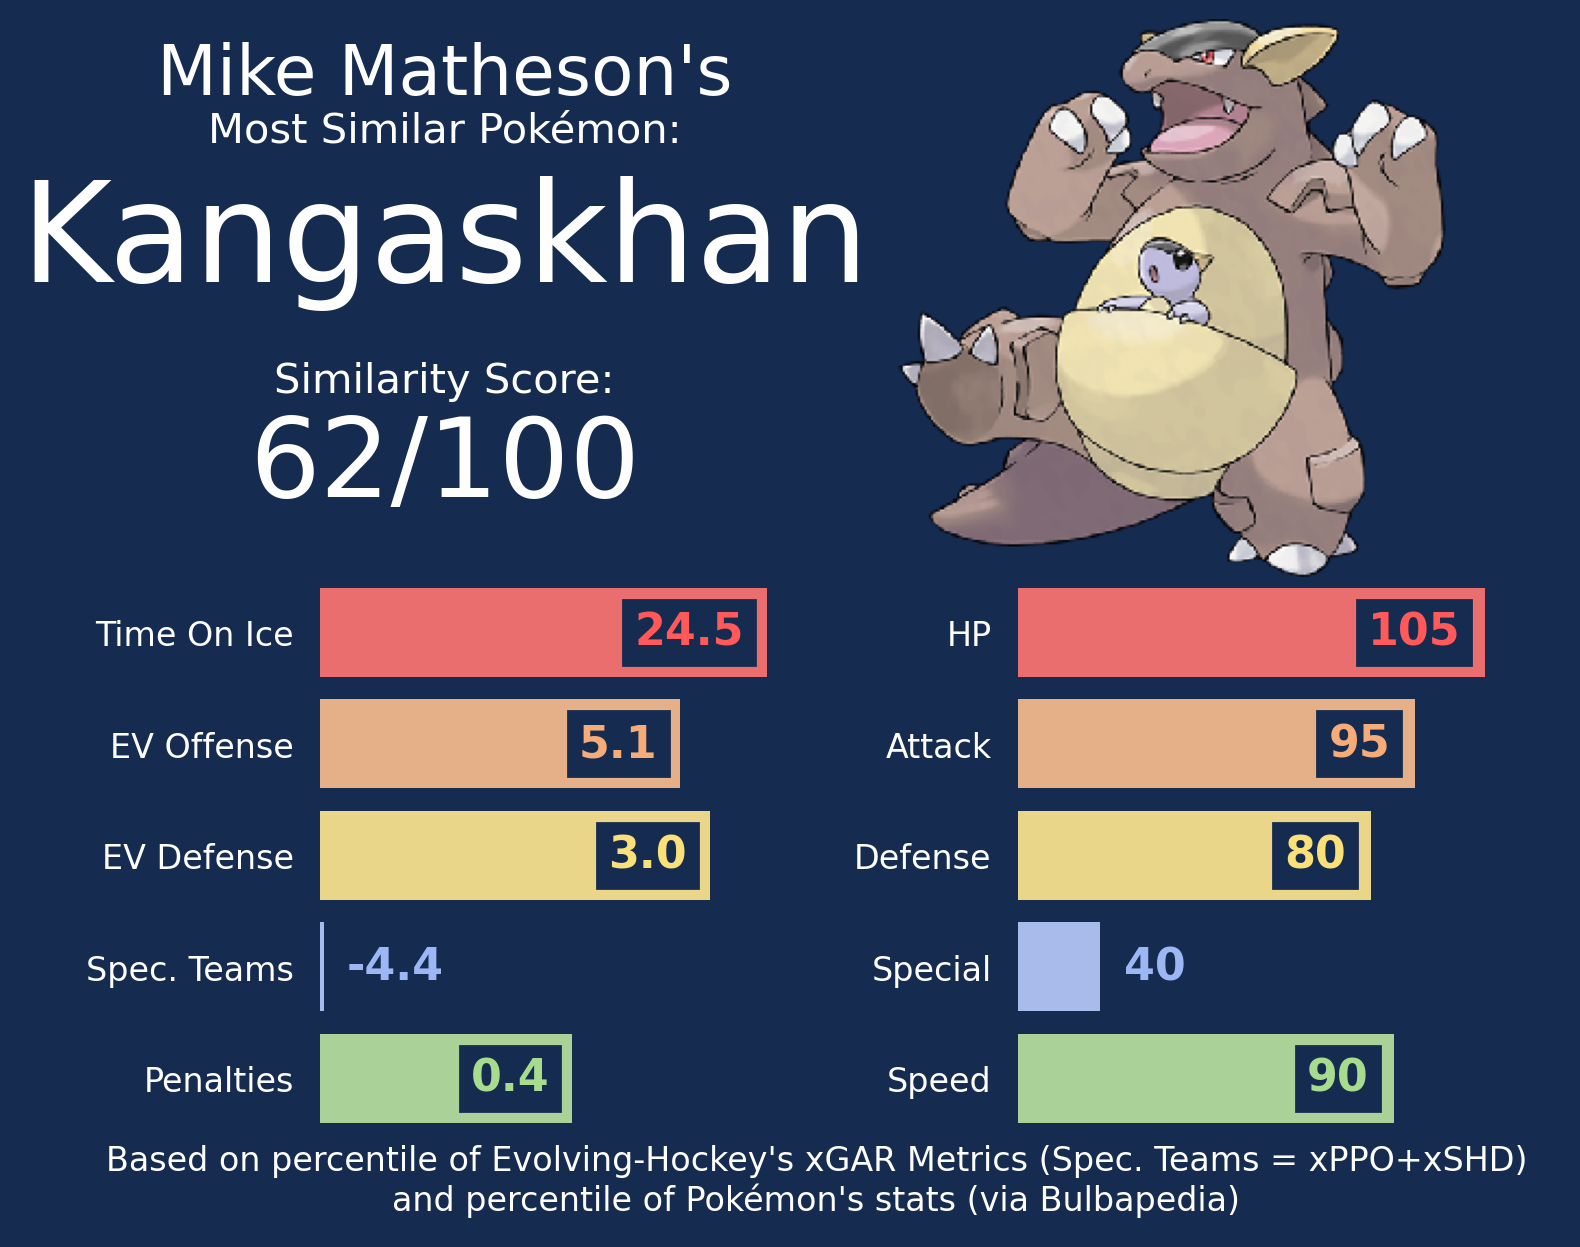 Mike Matheson's
Most Similar Pokémon:
Kangaskhan
Similarity Score:
62/100
Time On Ice 24.5
EV Offense 5.1
EV Defense 3.0
Spec. Teams -4.4
Penalties 0.4
HP 105
Attack 95
Defense 80
Special 40
Speed 90
Based on percentile of Evolving-Hockey's xGAR Metrics (Spec. Teams = xPPO+xSHD)
and percentile of Pokémon's stats (via Bulbapedia)